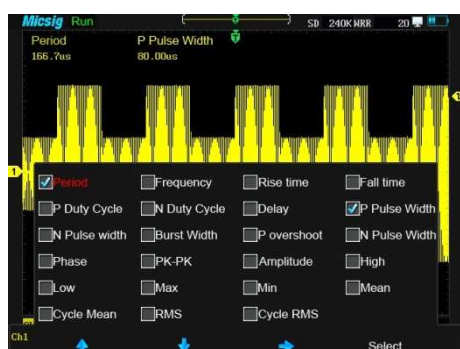 Micsig Run SD 240K WRR 20
Period P Pulse Width
166.7us 80.00us
Period Frequency Rise time Fall time
P Duty Cycle N Duty Cycle Delay P Pulse Width
N Pulse width Burst Width P overshoot N Pulse Width
Phase PK-PK Amplitude High
Low Max Min Mean
Cycle Mean RMS Cycle RMS
Ch1
Select